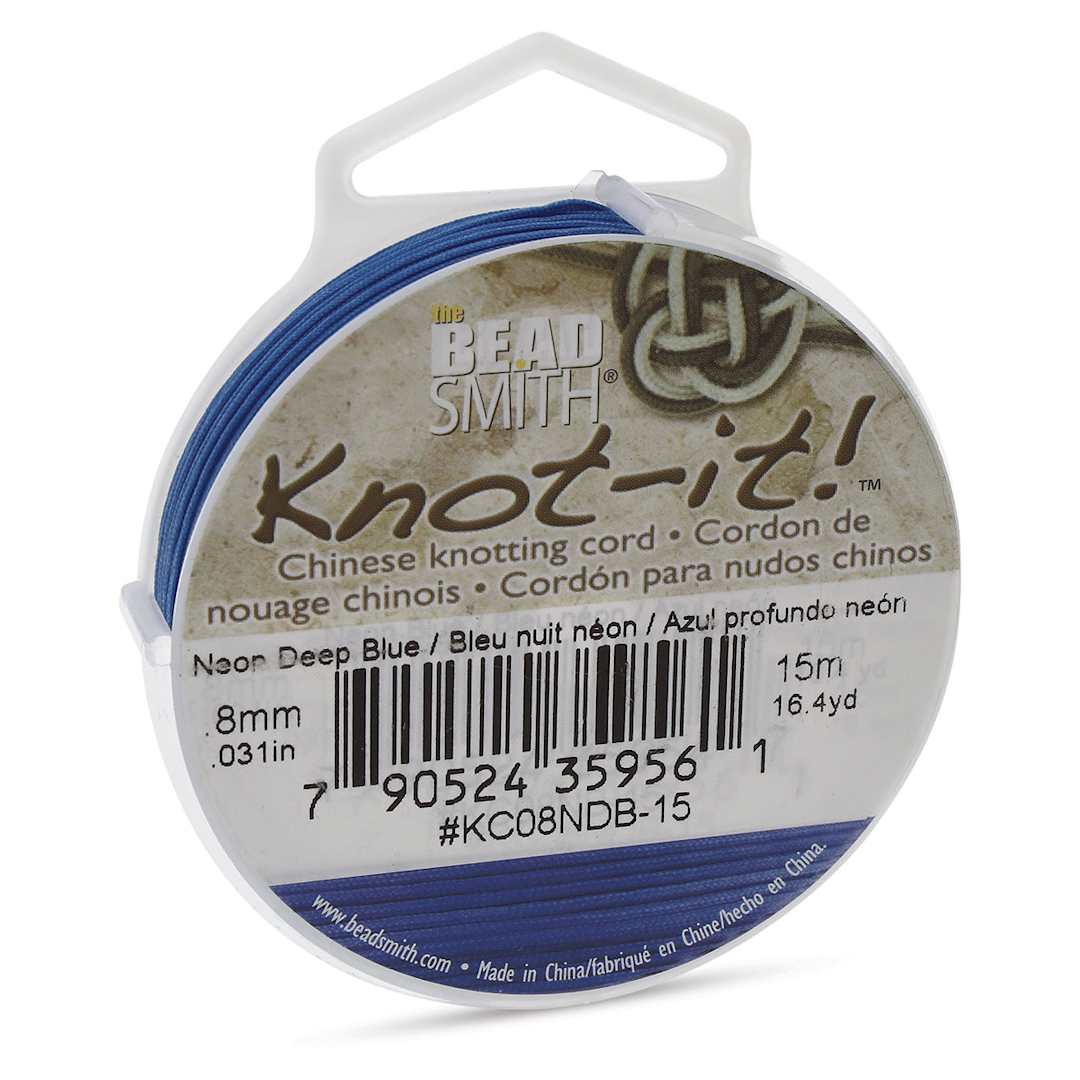 the
BEAD
SMITH®
Knot-it!™
Chinese knotting cord • Cordon de
nouage chinois • Cordón para nudos chinos
Neon Deep Blue / Bleu nuit néon / Azul profundo neón
.8mm
.031in
15m
16.4yd
7 90524 35956 1
#KC08NDB-15
www.beadsmith.com • Made in China/fabriqué en Chine/hecho en China.